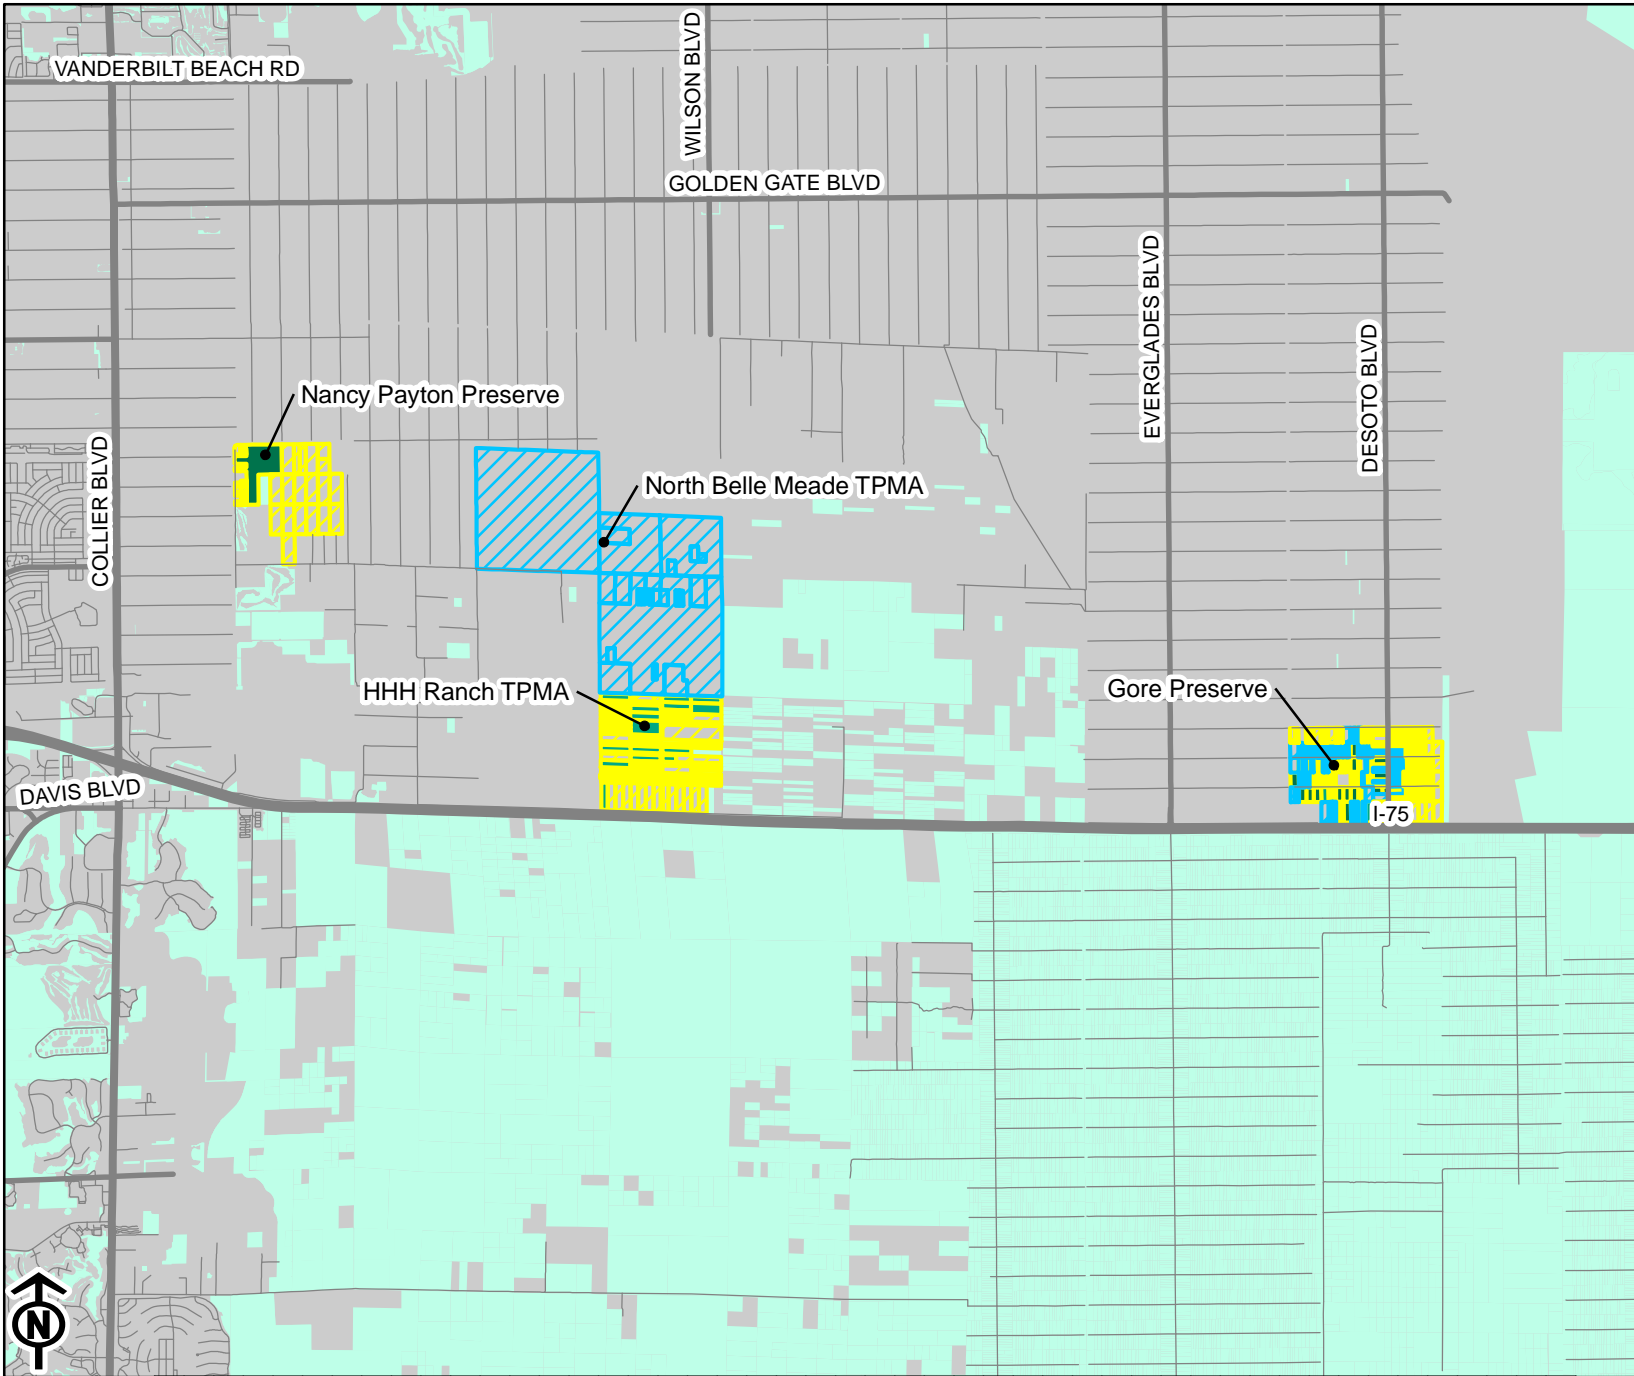 WILSON BLVD
VANDERBILT BEACH RD
GOLDEN GATE BLVD
EVERGLADES BLVD
DESOTO BLVD
Nancy Payton Preserve
COLLIER BLVD
North Belle Meade TPMA
HHH Ranch TPMA
Gore Preserve
DAVIS BLVD
I-75
N